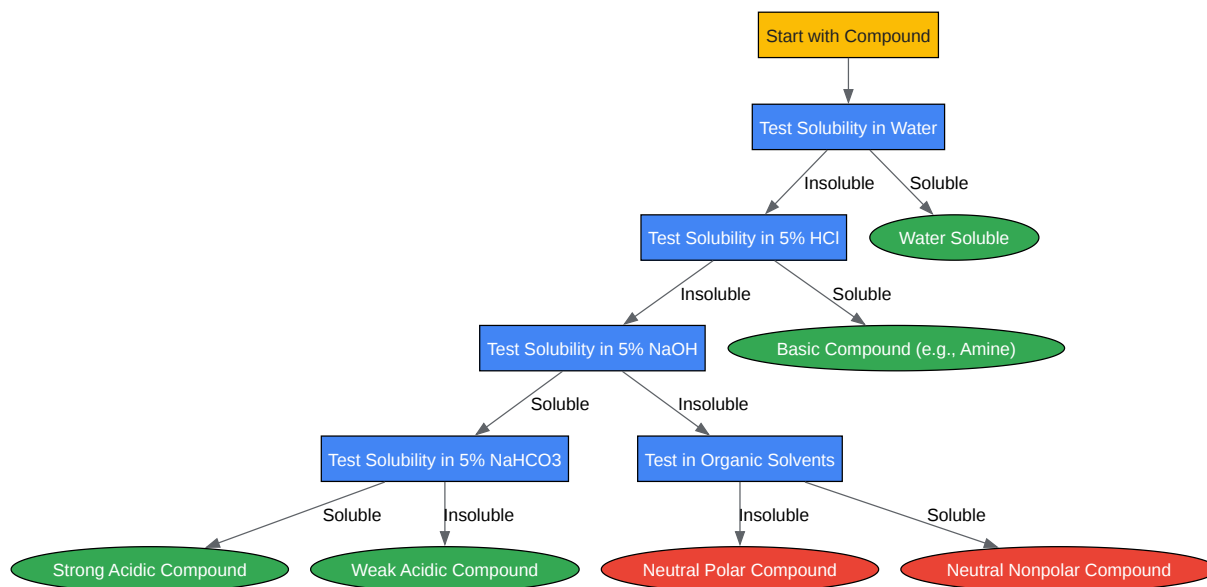 Start with Compound
Test Solubility in Water
Insoluble
Soluble
Test Solubility in 5% HCl
Water Soluble
Insoluble
Soluble
Test Solubility in 5% NaOH
Basic Compound (e.g., Amine)
Soluble
Insoluble
Test Solubility in 5% NaHCO3
Test in Organic Solvents
Soluble
Insoluble
Insoluble
Soluble
Strong Acidic Compound
Weak Acidic Compound
Neutral Polar Compound
Neutral Nonpolar Compound